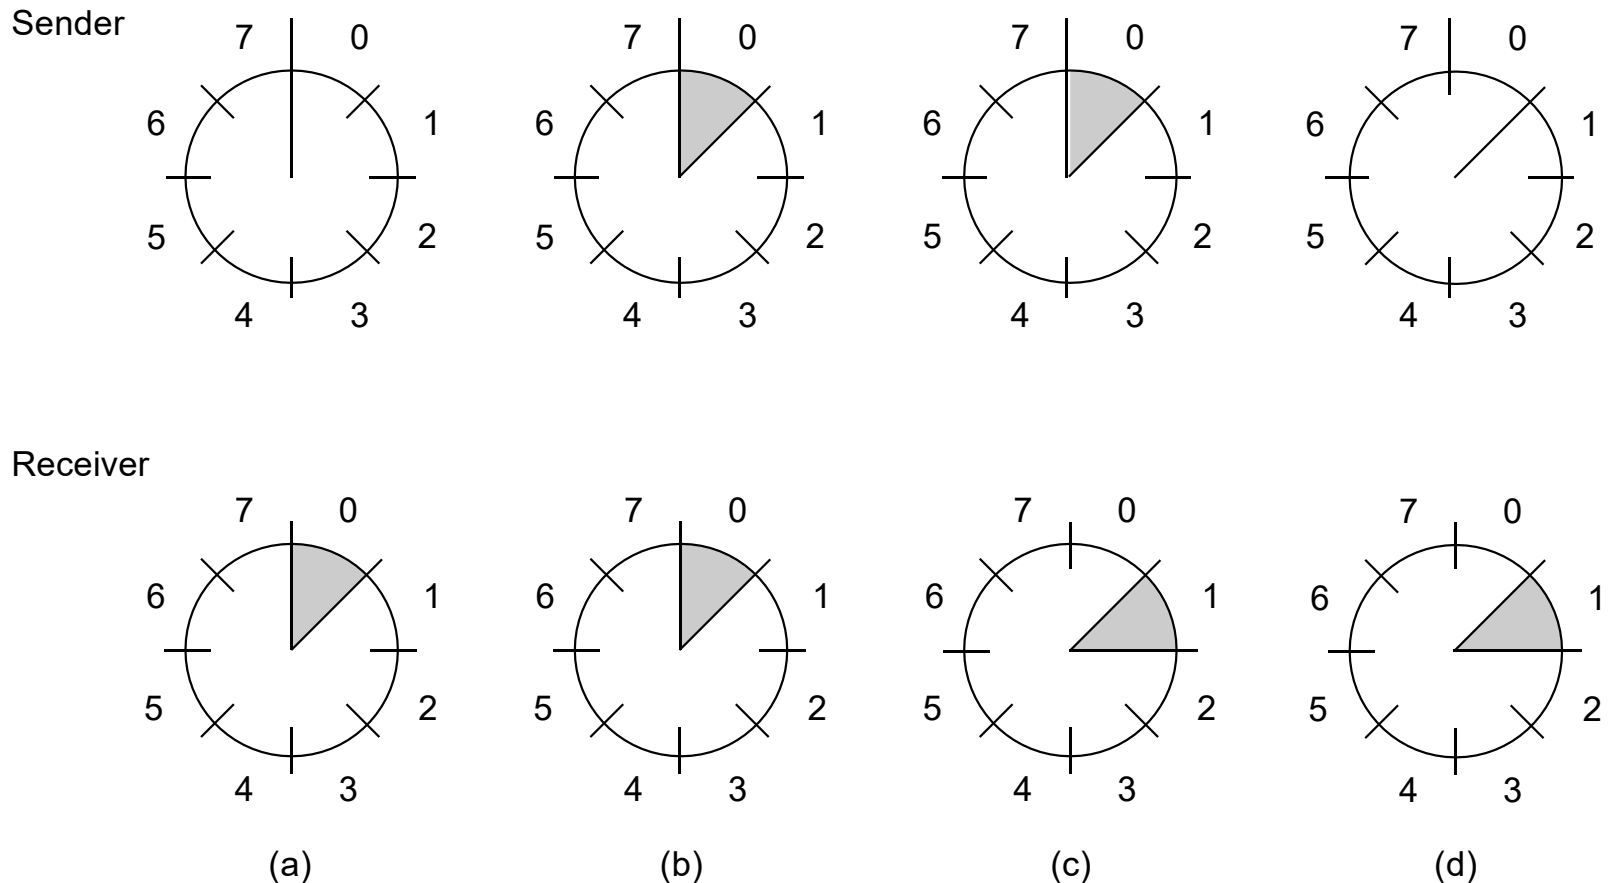 Sender
7 0 7 0 7 0 7 0
6 1 6 1 6 1 6 1
5 2 5 2 5 2 5 2
4 3 4 3 4 3 4 3
Receiver
7 0 7 0 7 0 7 0
6 1 6 1 6 1 6 1
5 2 5 2 5 2 5 2
4 3 4 3 4 3 4 3
(a) (b) (c) (d)